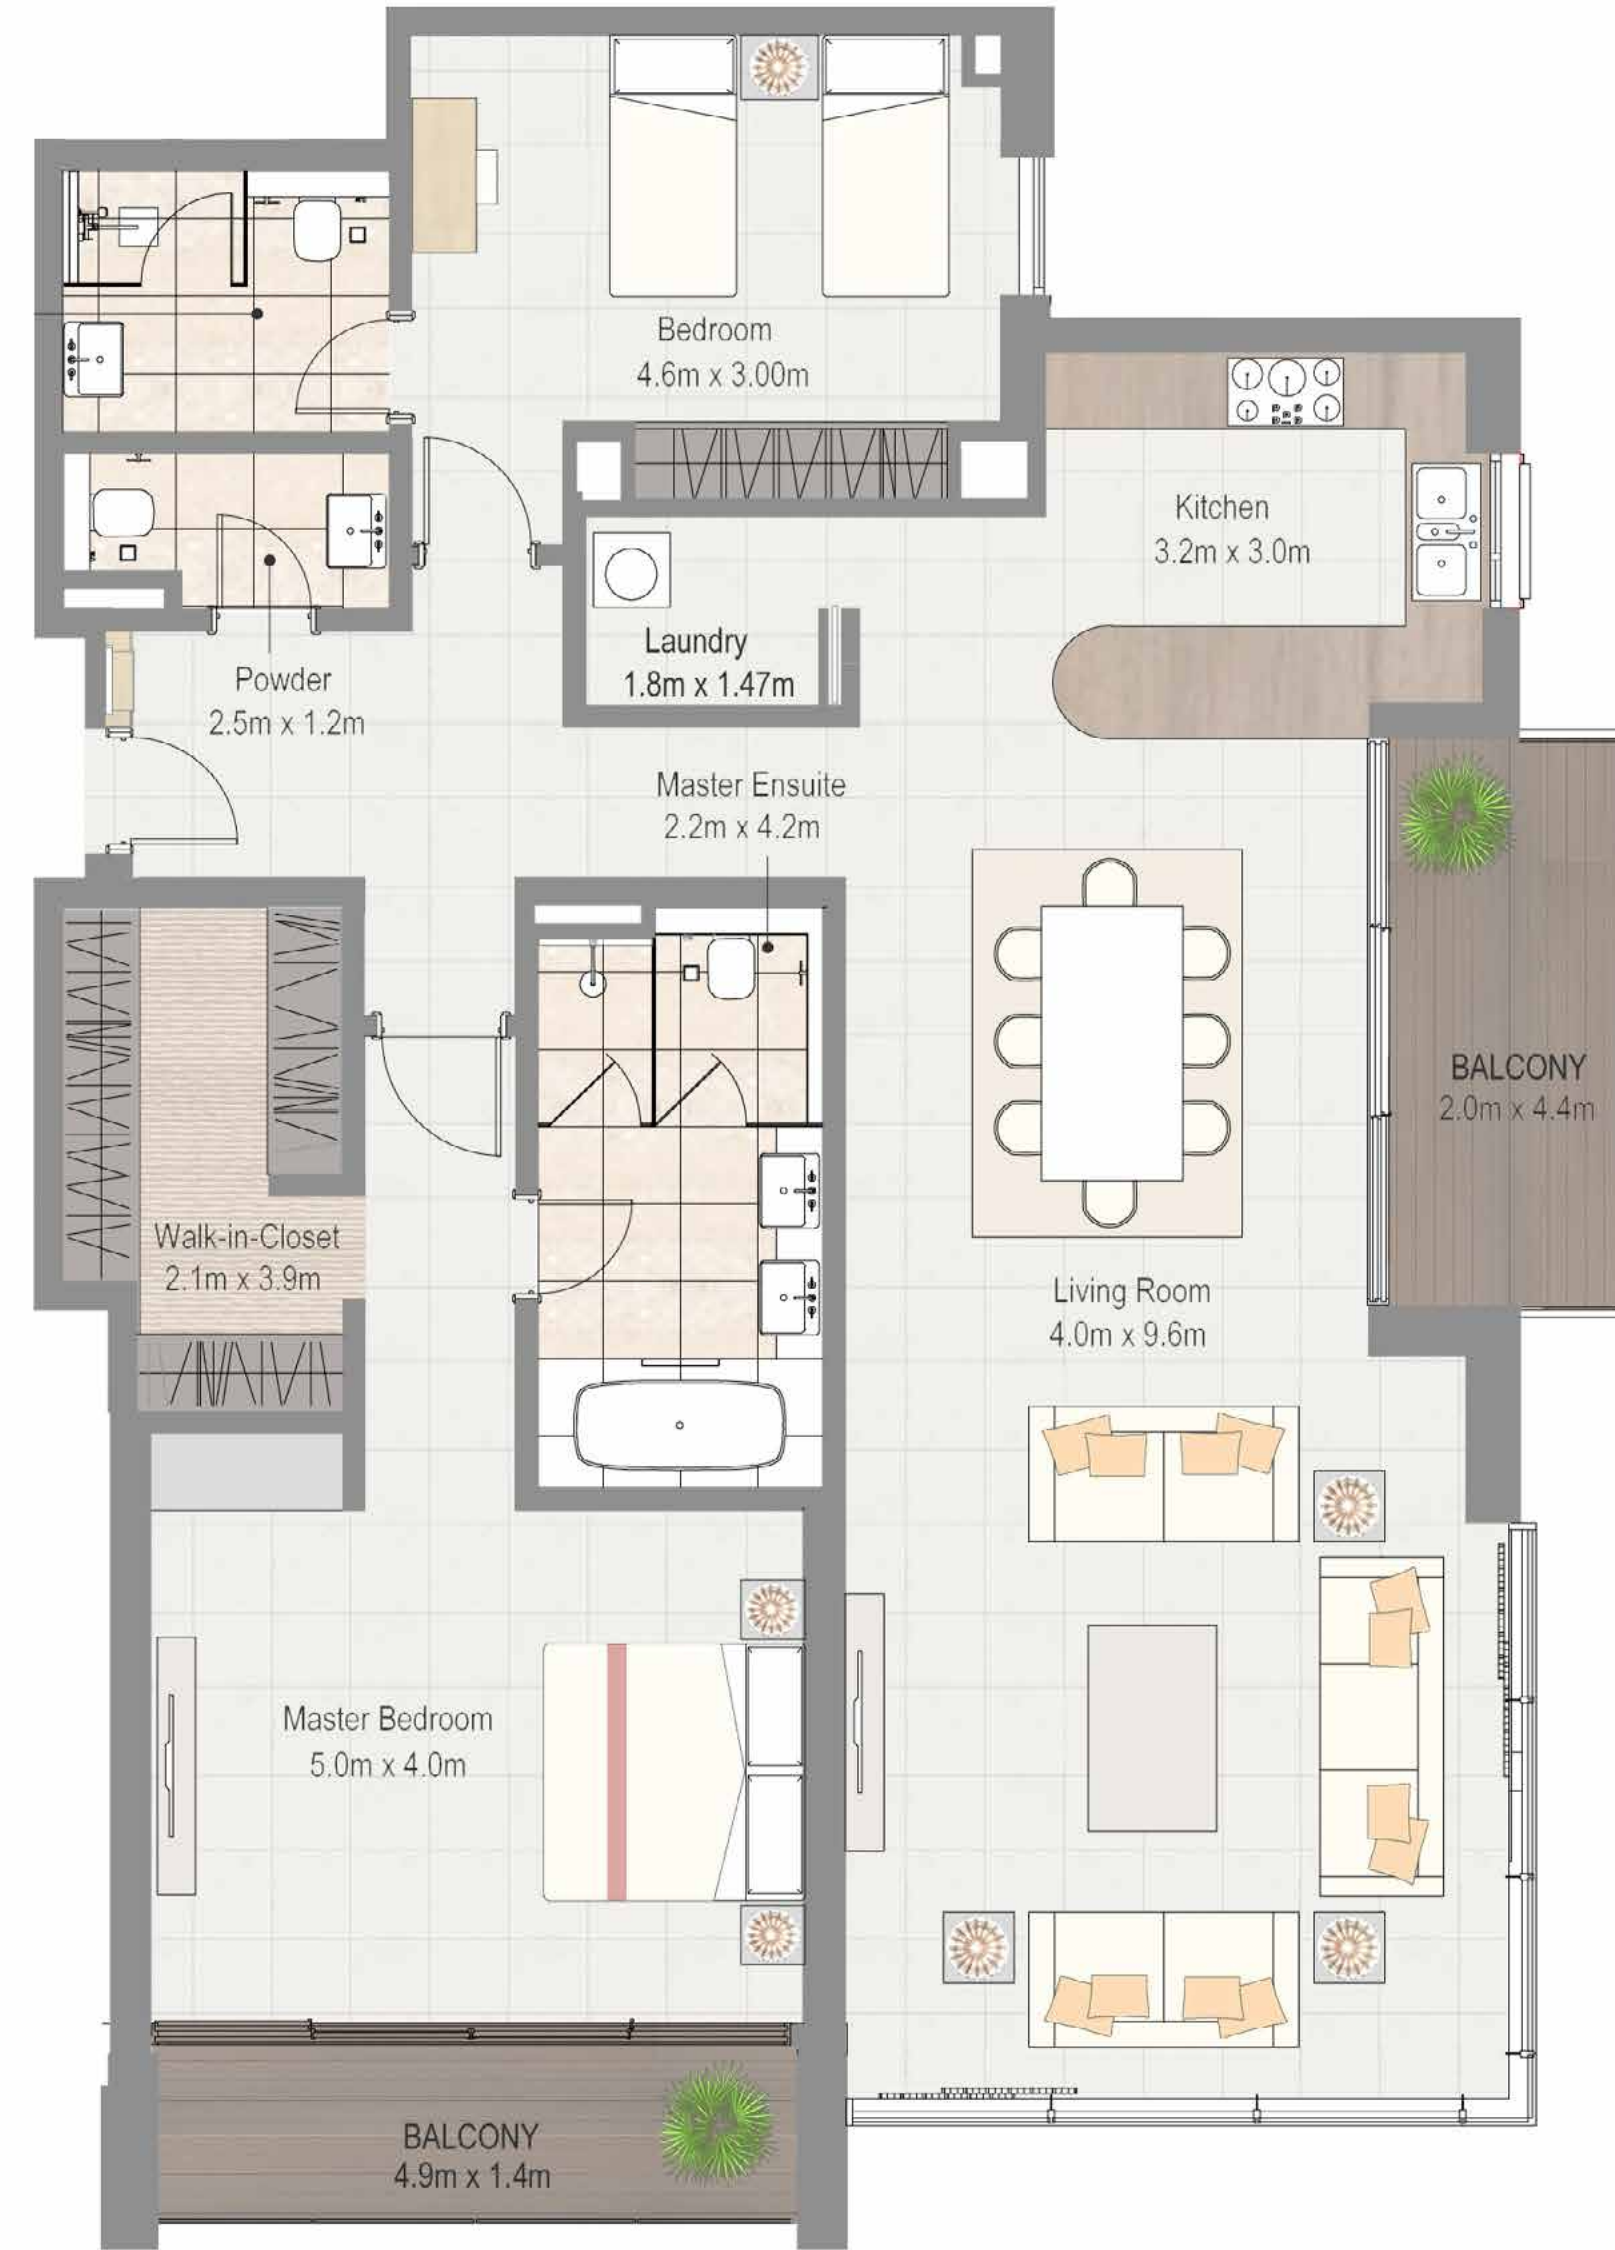 Bedroom
4.6m x 3.00m
Kitchen
3.2m x 3.0m
Laundry
1.8m x 1.47m
Powder
2.5m x 1.2m
Master Ensuite
2.2m x 4.2m
BALCONY
2.0m x 4.4m
Walk-in-Closet
2.1m x 3.9m
Living Room
4.0m x 9.6m
Master Bedroom
5.0m x 4.0m
BALCONY
4.9m x 1.4m